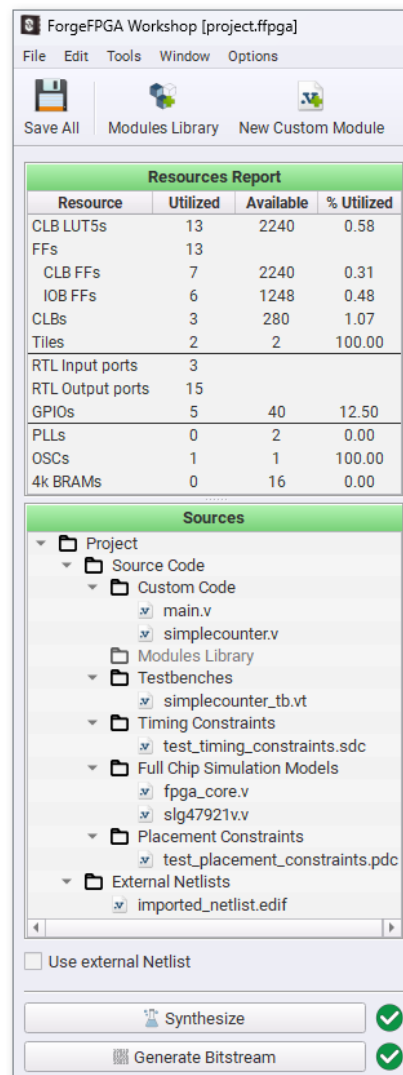 ForgeFPGA Workshop [project.ffpga]
File Edit Tools Window Options
Save All Modules Library New Custom Module
Resources Report
Resource Utilized Available % Utilized
CLB LUT5s 13 2240 0.58
FFs 13
CLB FFs 7 2240 0.31
IOB FFs 6 1248 0.48
CLBs 3 280 1.07
Tiles 2 2 100.00
RTL Input ports 3
RTL Output ports 15
GPIOs 5 40 12.50
PLLs 0 2 0.00
OSCs 1 1 100.00
4k BRAMs 0 16 0.00
Sources
Project
Source Code
Custom Code
main.v
simplecounter.v
Modules Library
Testbenches
simplecounter_tb.vt
Timing Constraints
test_timing_constraints.sdc
Full Chip Simulation Models
fpga_core.v
slg47921v.v
Placement Constraints
test_placement_constraints.pdc
External Netlists
imported_netlist.edif
Use external Netlist
Synthesize
Generate Bitstream